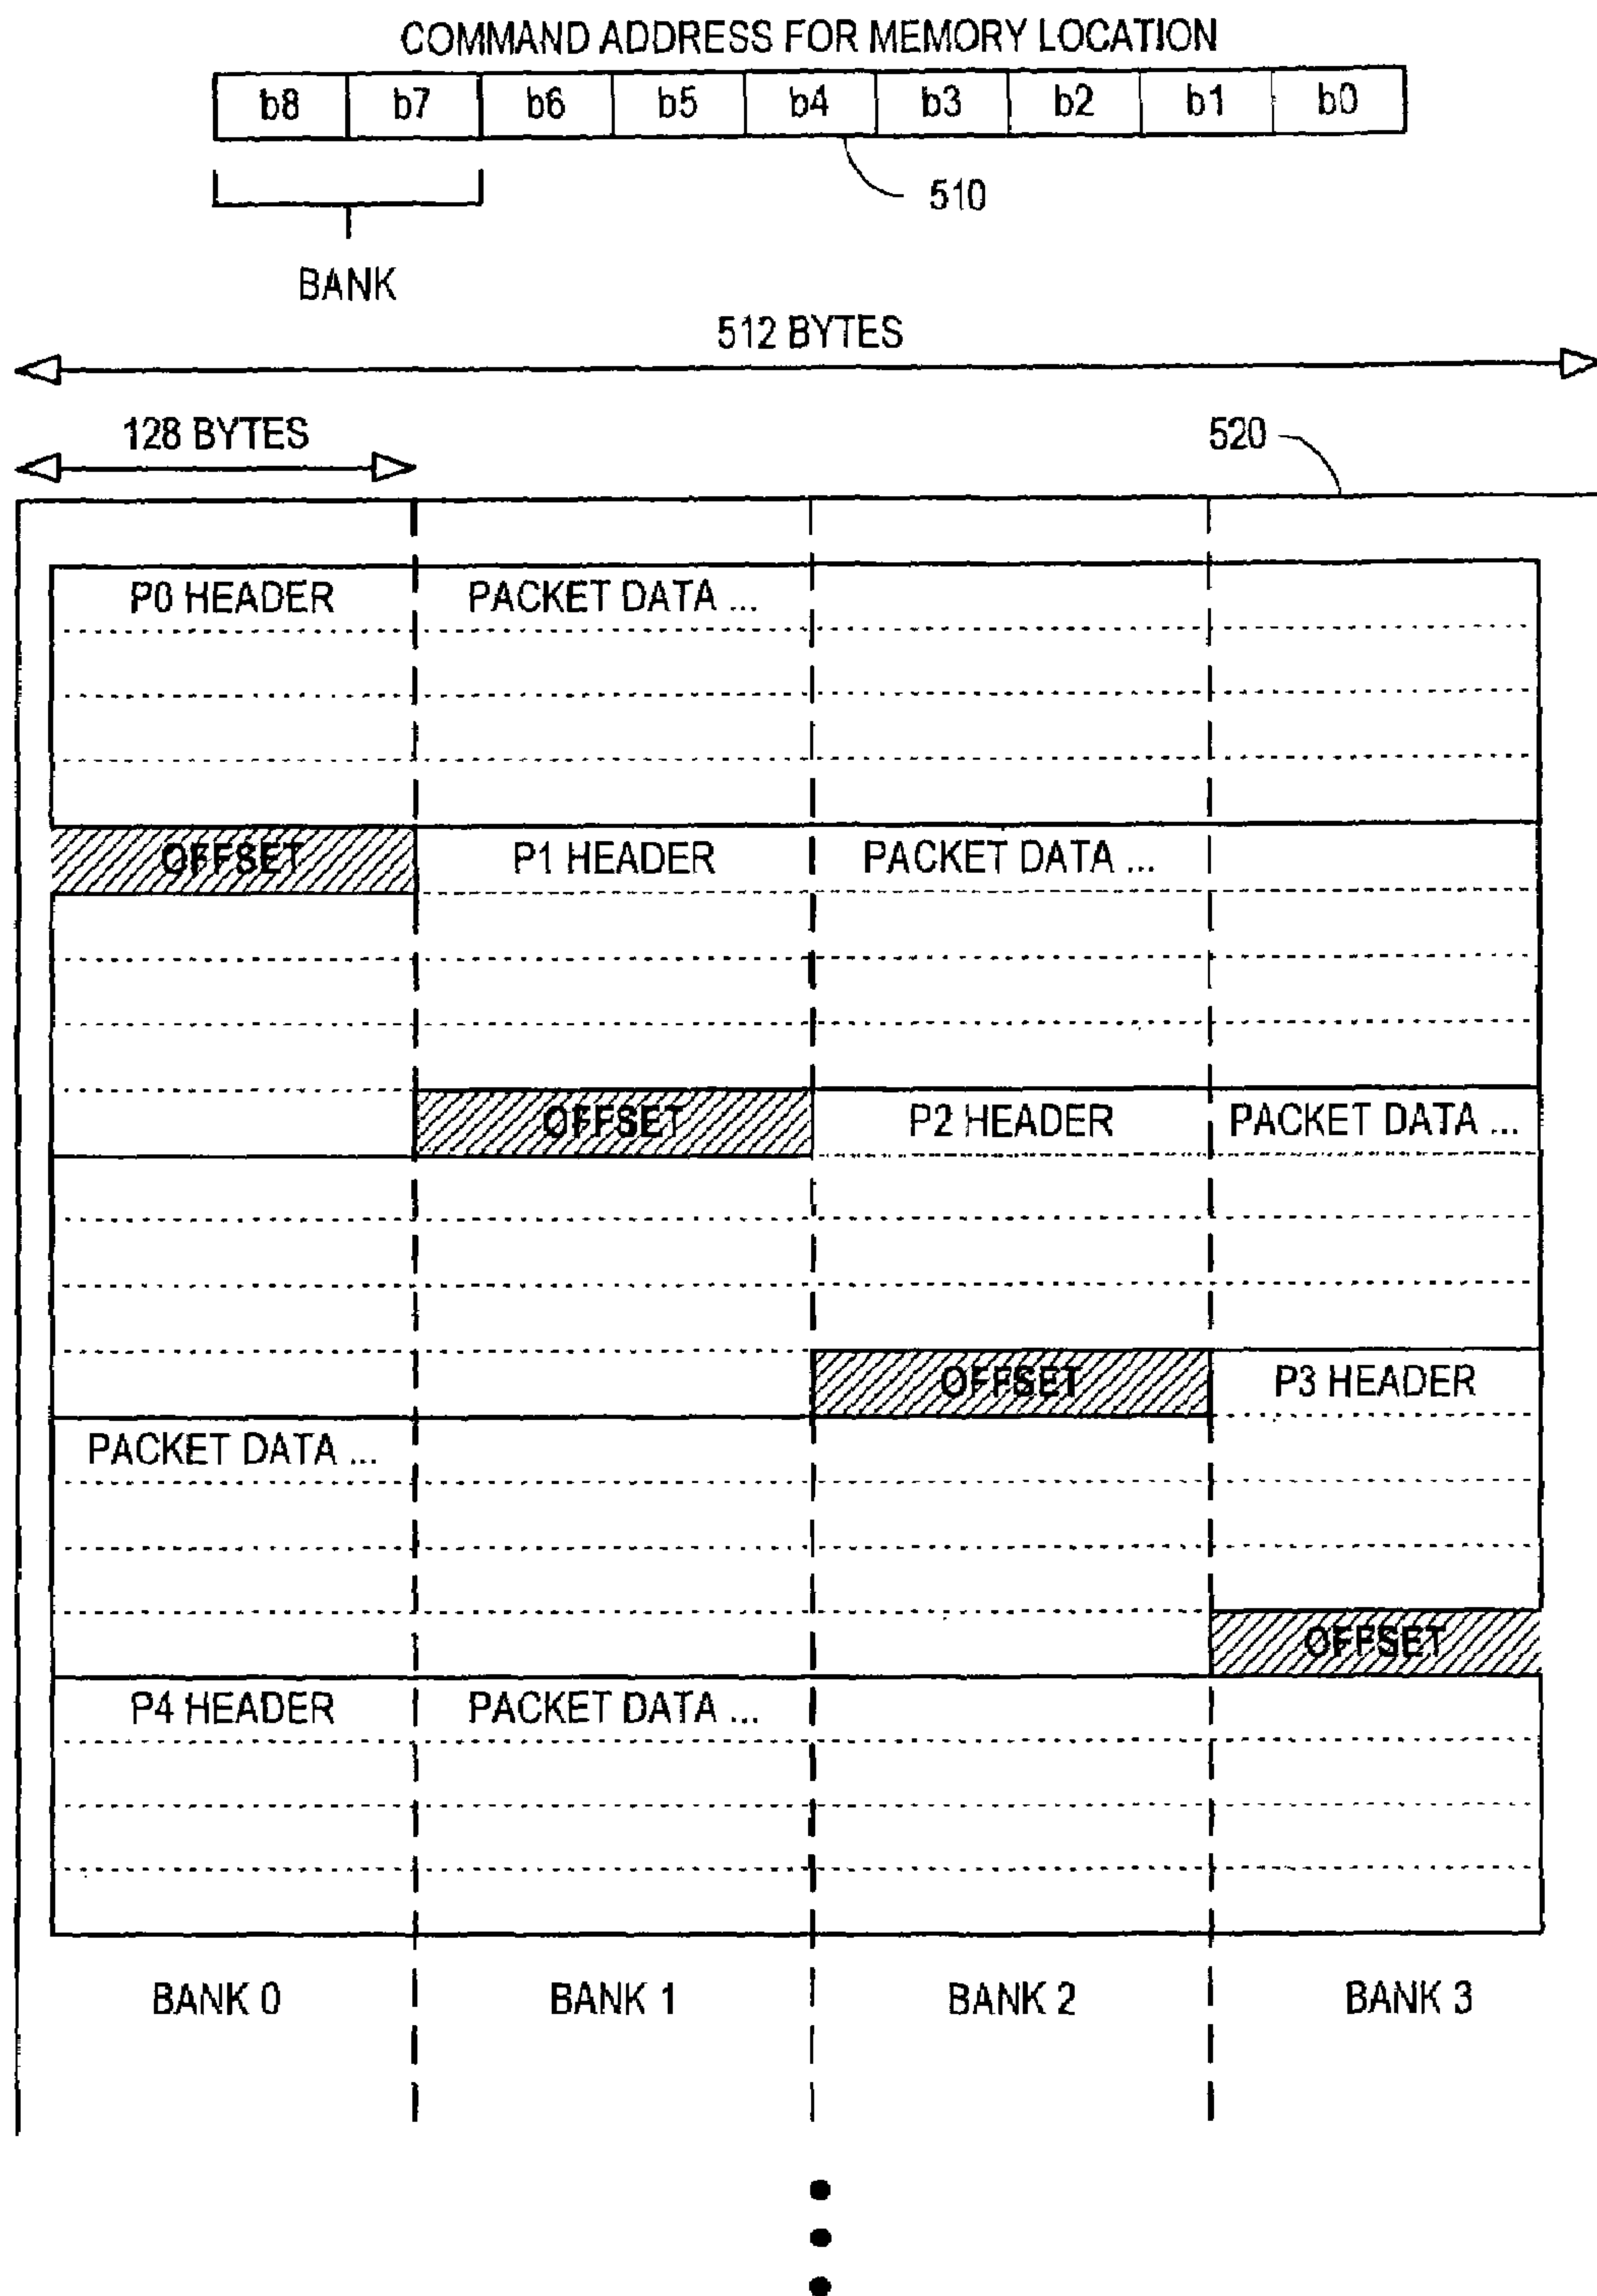 COMMAND ADDRESS FOR MEMORY LOCATION
b8 b7 b6 b5 b4 b3 b2 b1 b0
510
BANK
512 BYTES
128 BYTES
520
P0 HEADER PACKET DATA ...
OFFSET P1 HEADER PACKET DATA ...
OFFSET P2 HEADER PACKET DATA ...
OFFSET P3 HEADER
PACKET DATA ...
OFFSET
P4 HEADER PACKET DATA ...
BANK 0 BANK 1 BANK 2 BANK 3